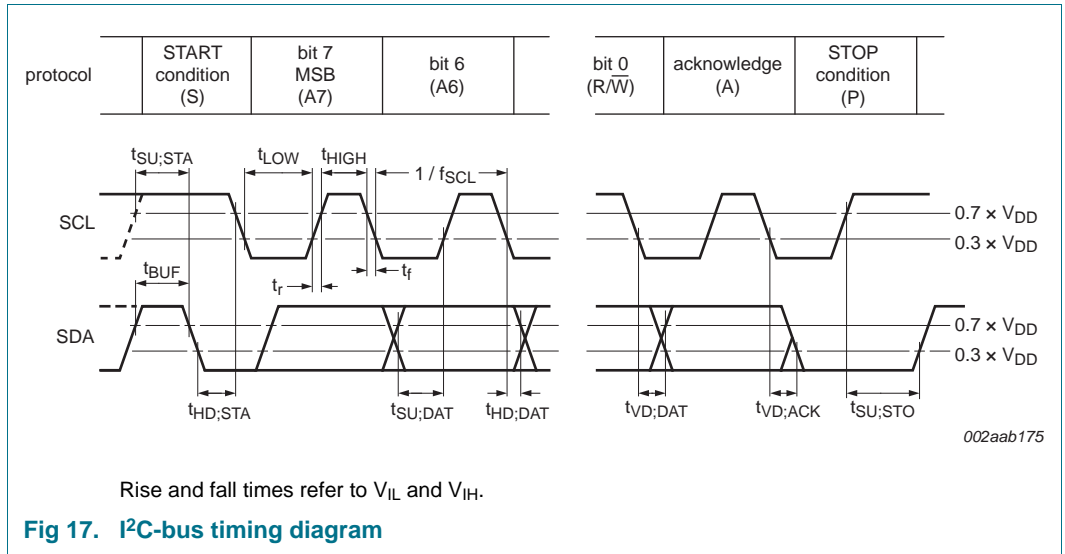 protocol
START
condition
(S)
bit 7
MSB
(A7)
bit 6
(A6)
bit 0
(R/W̅)
acknowledge
(A)
STOP
condition
(P)
tSU;STA
tLOW
tHIGH
1 / fSCL
SCL
0.7 × VDD
0.3 × VDD
tBUF
tr
tf
SDA
0.7 × VDD
0.3 × VDD
tHD;STA
tSU;DAT
tHD;DAT
tVD;DAT
tVD;ACK
tSU;STO
002aab175
Rise and fall times refer to VIL and VIH.
Fig 17. I²C-bus timing diagram